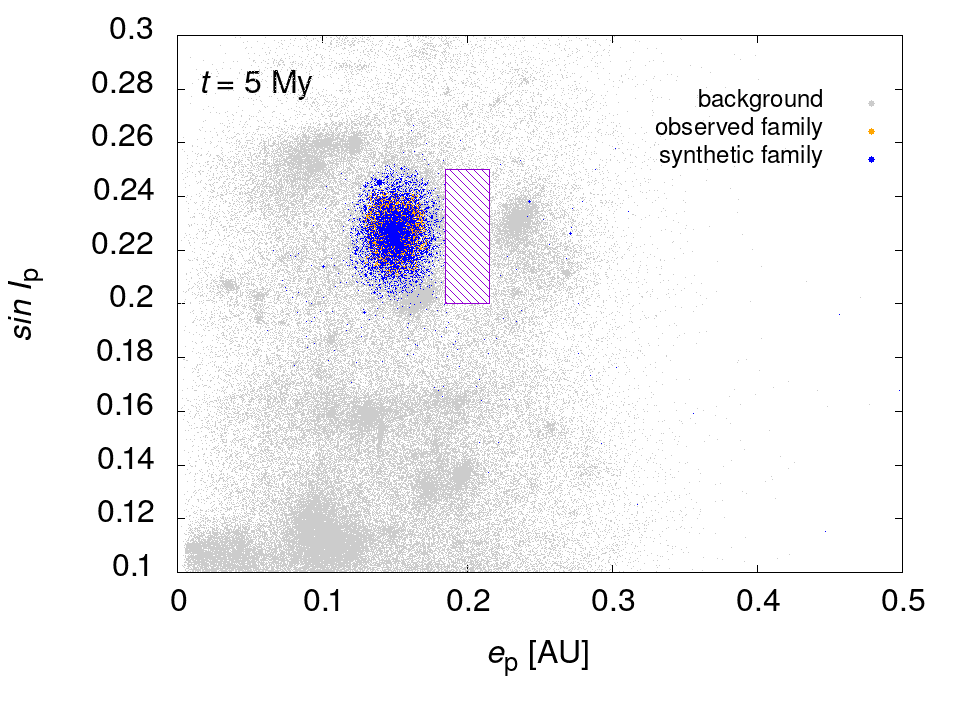 0.3
0.28
0.26
0.24
0.22
0.2
0.18
0.16
0.14
0.12
0.1
sin Ip
t = 5 My
background
observed family
synthetic family
0 0.1 0.2 0.3 0.4 0.5
ep [AU]